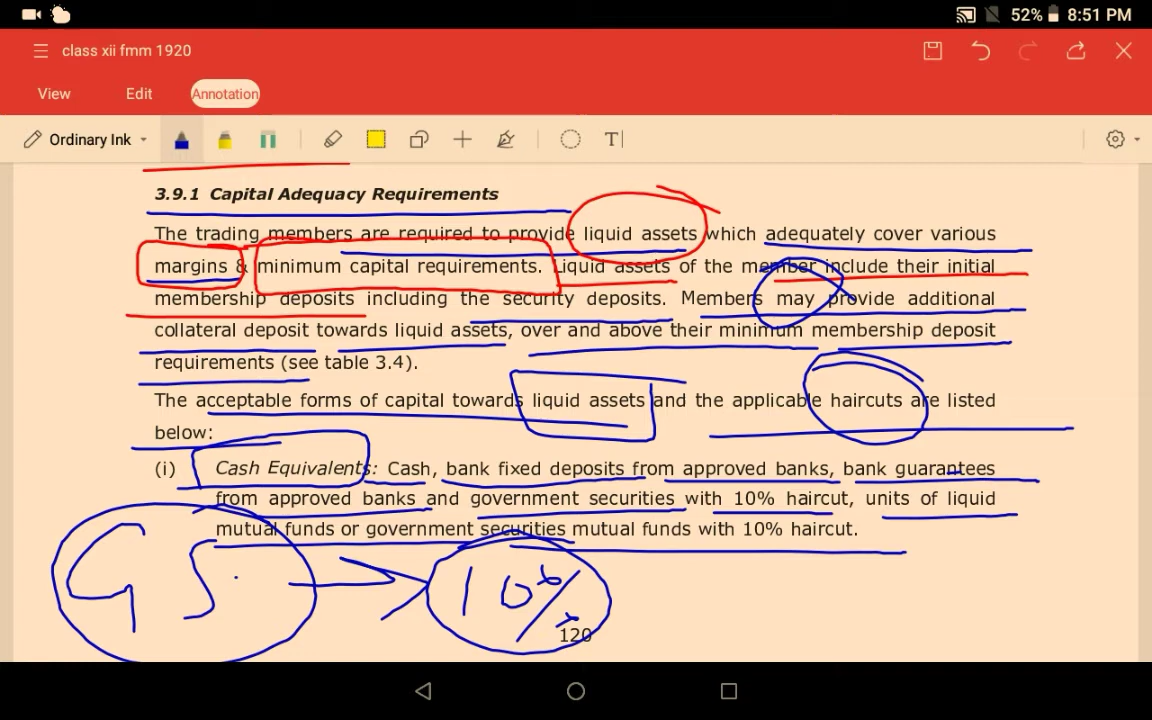 52% 8:51 PM
class xii fmm 1920
View Edit Annotation
Ordinary Ink T
3.9.1 Capital Adequacy Requirements
The trading members are required to provide liquid assets which adequately cover various
margins & minimum capital requirements. Liquid assets of the member include their initial
membership deposits including the security deposits. Members may provide additional
collateral deposit towards liquid assets, over and above their minimum membership deposit
requirements (see table 3.4).
The acceptable forms of capital towards liquid assets and the applicable haircuts are listed
below:
(i) Cash Equivalents: Cash, bank fixed deposits from approved banks, bank guarantees
from approved banks and government securities with 10% haircut, units of liquid
mutual funds or government securities mutual funds with 10% haircut.
GS 10%
120